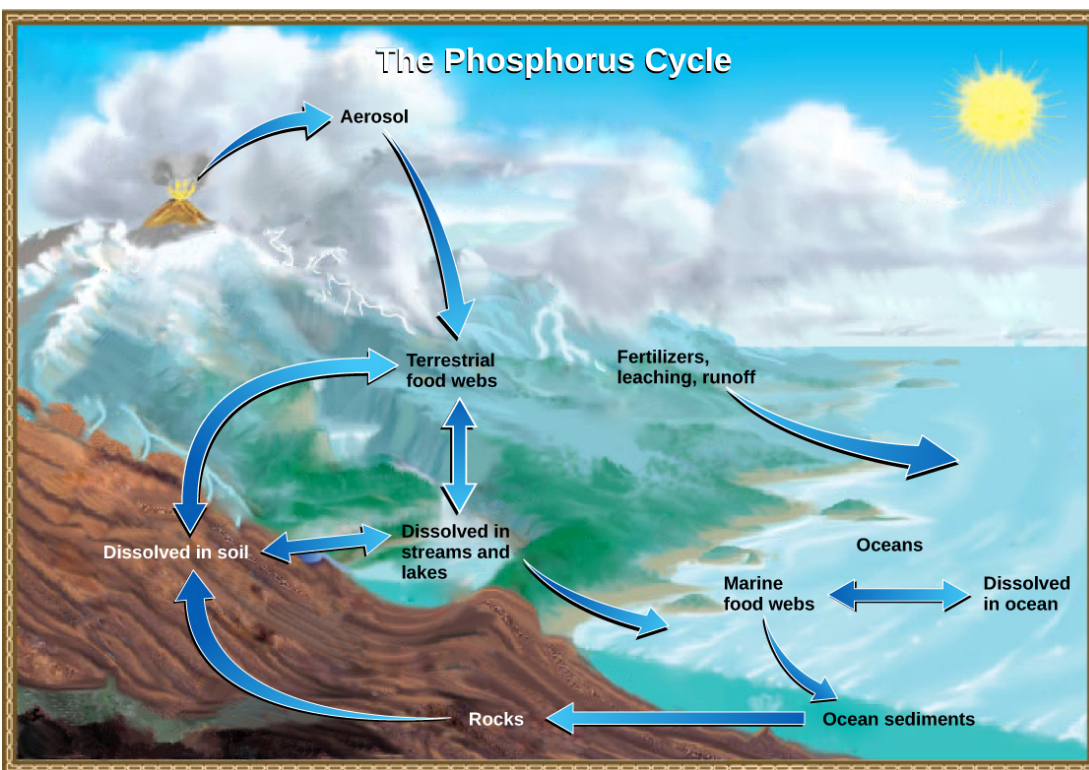 The Phosphorus Cycle
Aerosol
Terrestrial
food webs
Fertilizers,
leaching, runoff
Dissolved in soil
Dissolved in
streams and
lakes
Oceans
Marine
food webs
Dissolved
in ocean
Rocks
Ocean sediments